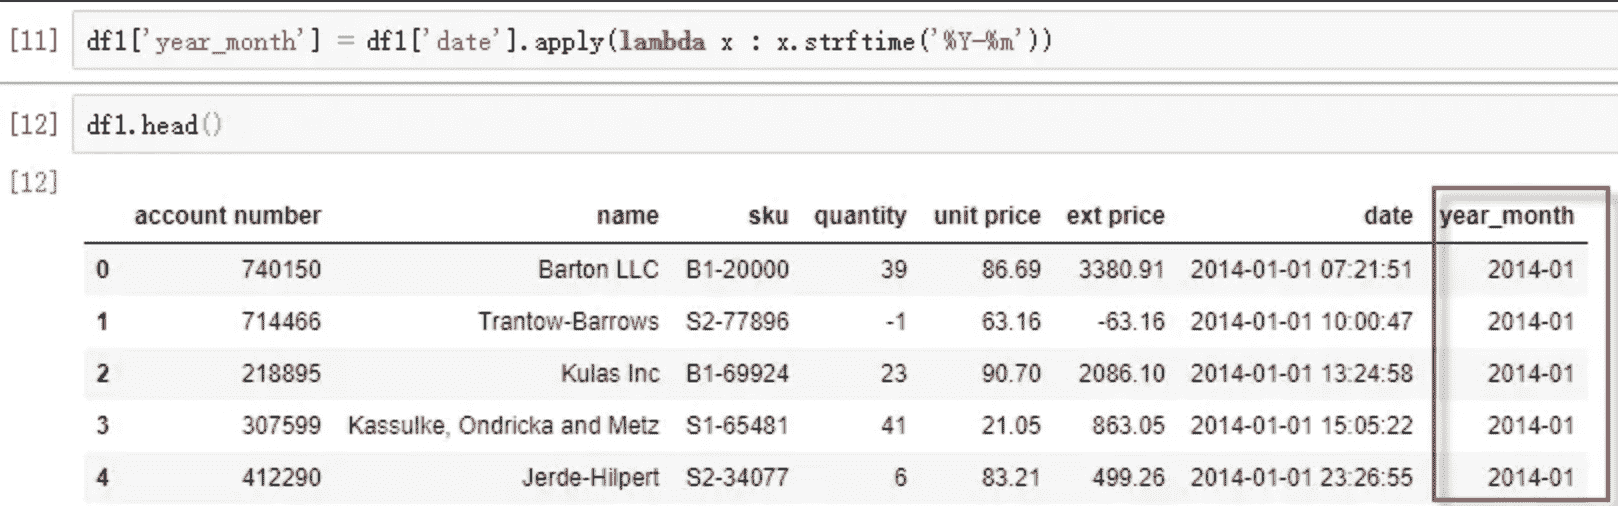 [11] df1['year_month'] = df1['date'].apply(lambda x : x.strftime('%Y-%m'))
[12] df1.head()
[12]
account number name sku quantity unit price ext price date year_month
0 740150 Barton LLC B1-20000 39 86.69 3380.91 2014-01-01 07:21:51 2014-01
1 714466 Trantow-Barrows S2-77896 -1 63.16 -63.16 2014-01-01 10:00:47 2014-01
2 218895 Kulas Inc B1-69924 23 90.70 2086.10 2014-01-01 13:24:58 2014-01
3 307599 Kassulke, Ondricka and Metz S1-65481 41 21.05 863.05 2014-01-01 15:05:22 2014-01
4 412290 Jerde-Hilpert S2-34077 6 83.21 499.26 2014-01-01 23:26:55 2014-01